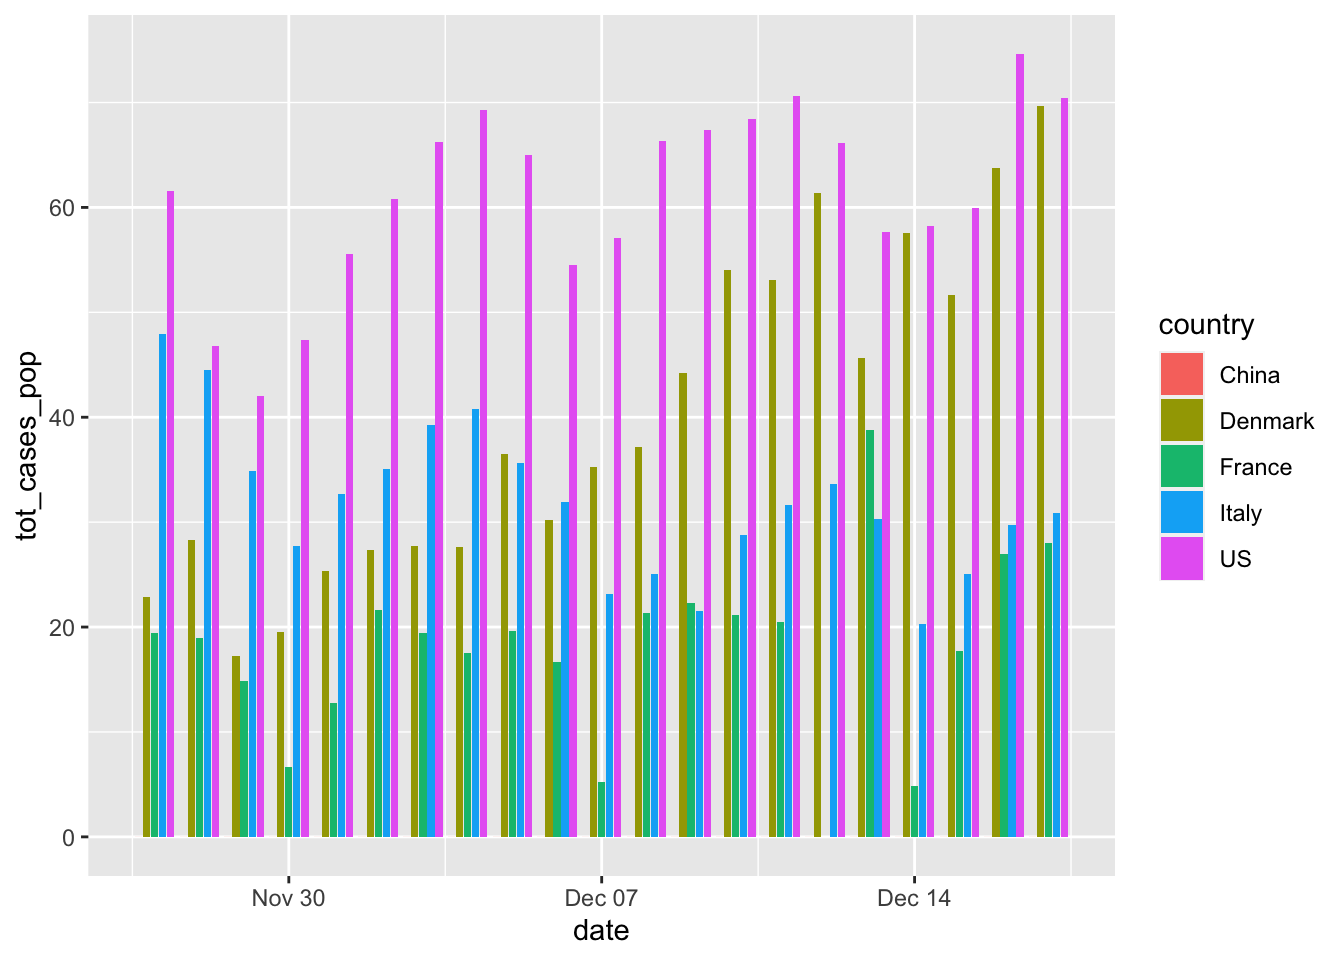 tot_cases_pop
60
40
20
0
Nov 30
Dec 07
Dec 14
date
country
China
Denmark
France
Italy
US